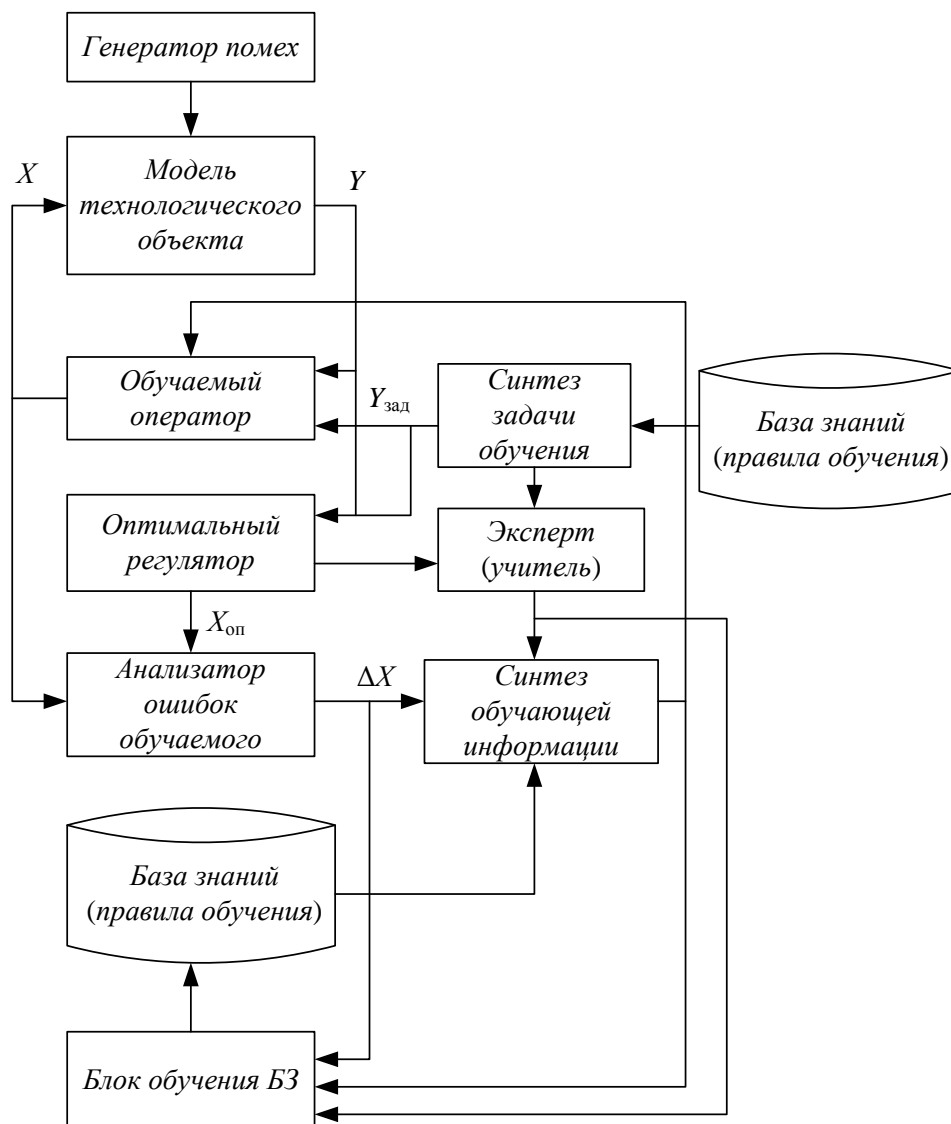 Генератор помех
X
Модель
технологического
объекта
Y
Обучаемый
оператор
Yзад
Синтез
задачи
обучения
База знаний
(правила обучения)
Оптимальный
регулятор
Эксперт
(учитель)
Xоп
Анализатор
ошибок
обучаемого
ΔX
Синтез
обучающей
информации
База знаний
(правила обучения)
Блок обучения БЗ